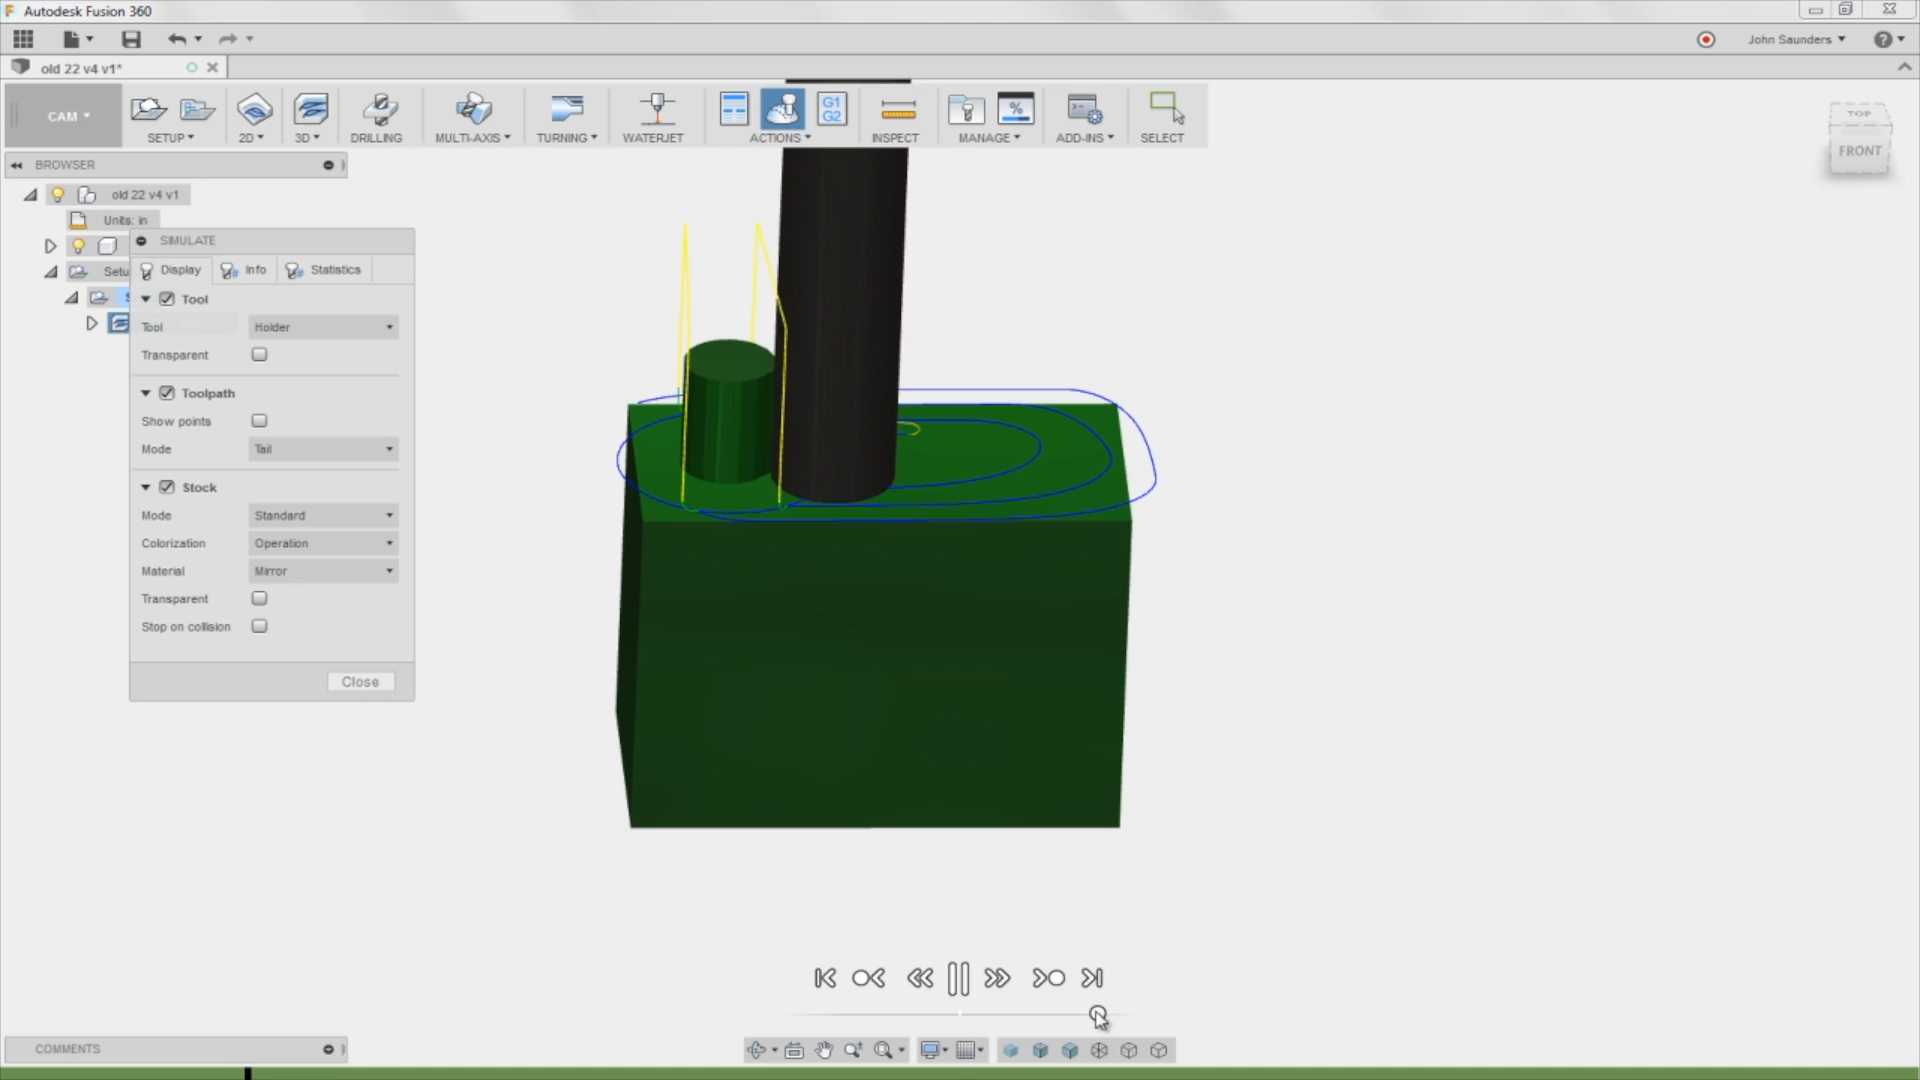 Autodesk Fusion 360
John Saunders
old 22 v4 v1*
CAM
G1
G2
%
SETUP
2D
3D
DRILLING
MULTI-AXIS
TURNING
WATERJET
ACTIONS
INSPECT
MANAGE
ADD-INS
SELECT
TOP
FRONT
BROWSER
old 22 v4 v1
Units: in
Setu
SIMULATE
Display
Info
Statistics
Tool
Tool
Holder
Transparent
Toolpath
Show points
Mode
Tail
Stock
Mode
Standard
Colorization
Operation
Material
Mirror
Transparent
Stop on collision
Close
COMMENTS